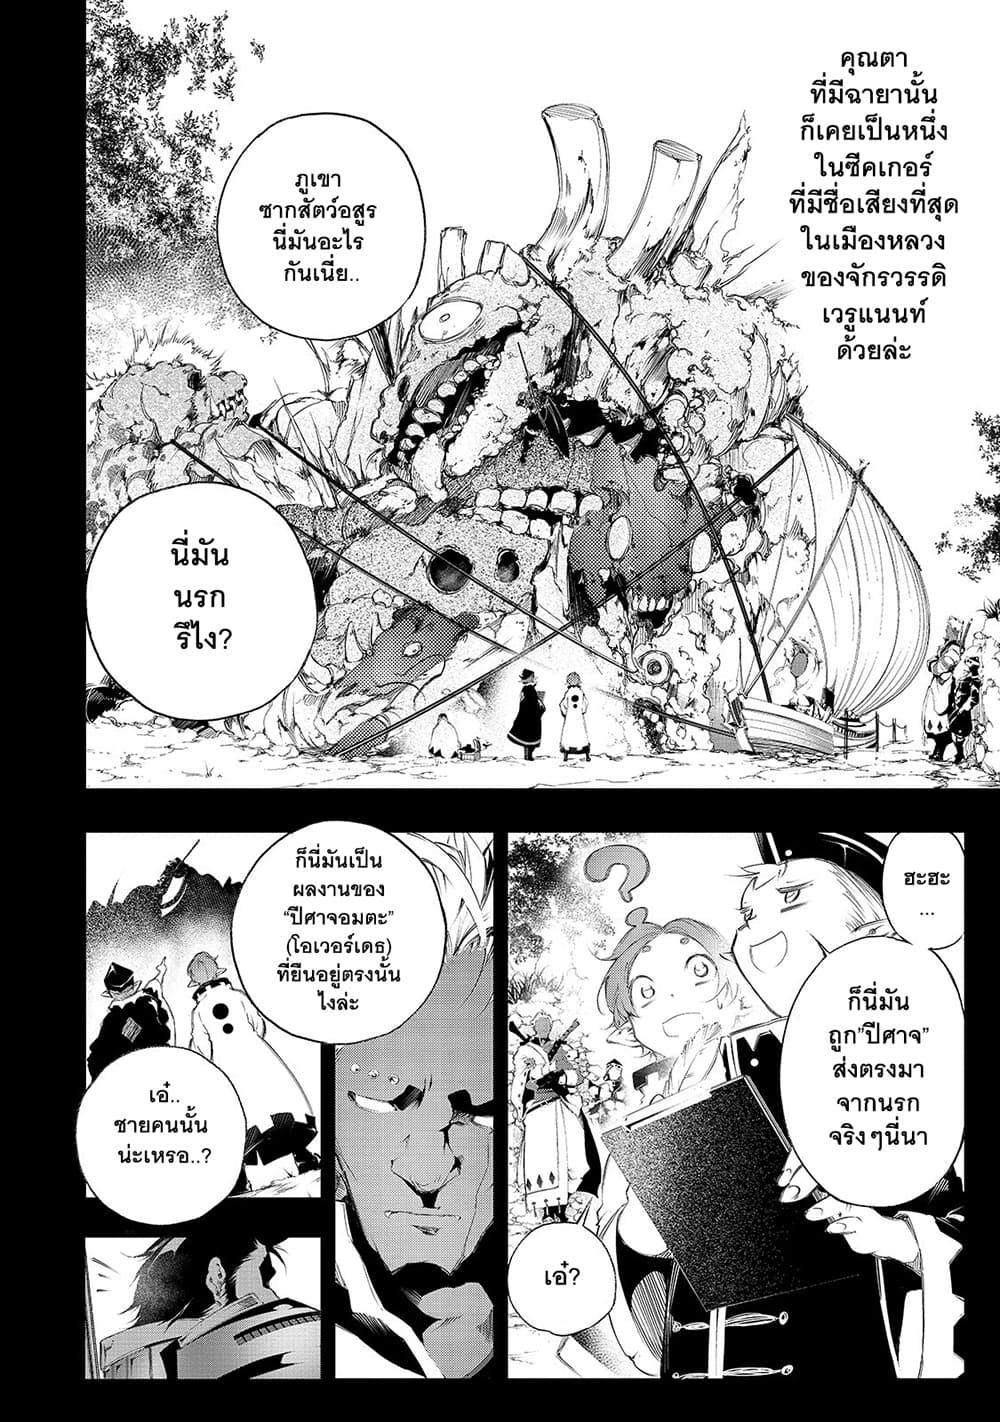 คุณตา
ที่มีฉายานั้น
ก็เคยเป็นหนึ่ง
ในซีคเกอร์
ที่มีชื่อเสียงที่สุด
ในเมืองหลวง
ของจักรวรรดิ
เวรูแนนท์
ด้วยล่ะ
ภูเขา
ซากสัตว์อสูร
นี่มันอะไร
กันเนี่ย..
นี่มัน
นรก
รึไง?
ฮะฮะ
...
ก็นี่มัน
ถูก"ปีศาจ"
ส่งตรงมา
จากนรก
จริงๆนี่นา
?
เอ๋?
ก็นี่มันเป็น
ผลงานของ
"ปีศาจอมตะ"
(โอเวอร์เดธ)
ที่ยืนอยู่ตรงนั้น
ไงล่ะ
เอ๋..
ชายคนนั้น
น่ะเหรอ..?